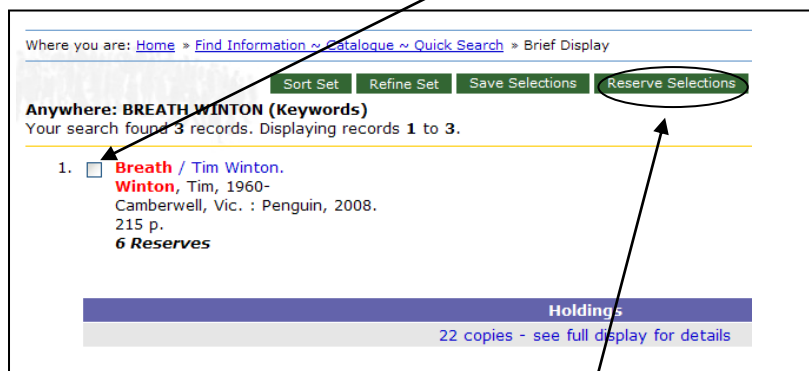 Where you are: Home » Find Information ~ Catalogue ~ Quick Search » Brief Display
Sort Set Refine Set Save Selections Reserve Selections
Anywhere: BREATH WINTON (Keywords)
Your search found 3 records. Displaying records 1 to 3.
1. Breath / Tim Winton.
Winton, Tim, 1960-
Camberwell, Vic. : Penguin, 2008.
215 p.
6 Reserves
Holdings
22 copies - see full display for details